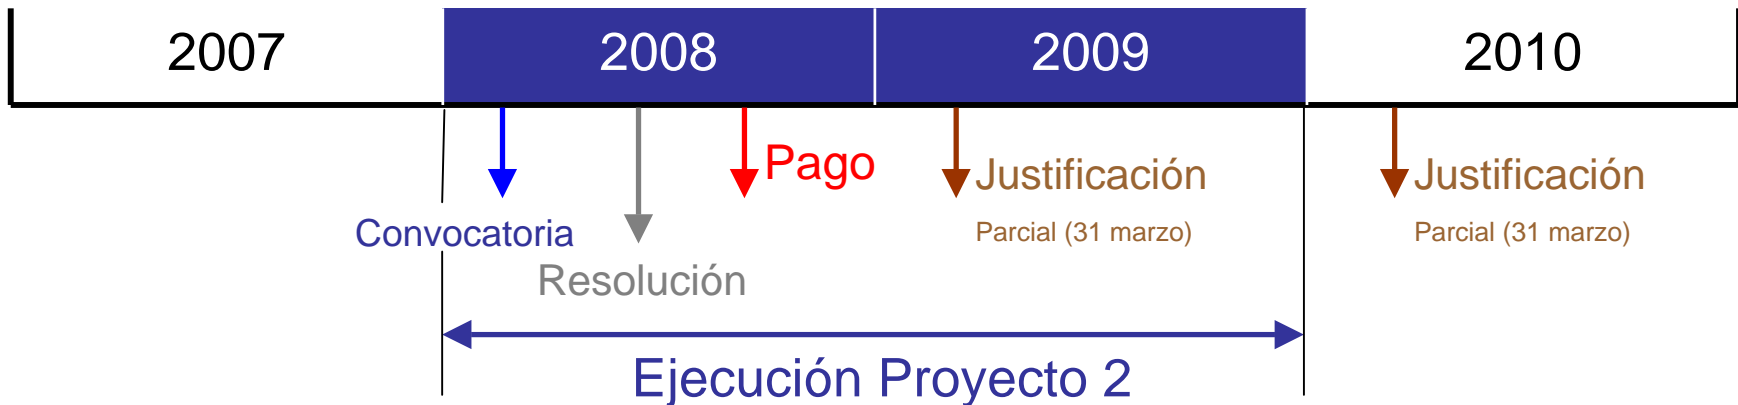 2007 2008 2009 2010
Pago
Justificación Justificación
Convocatoria Parcial (31 marzo) Parcial (31 marzo)
Resolución
Ejecución Proyecto 2